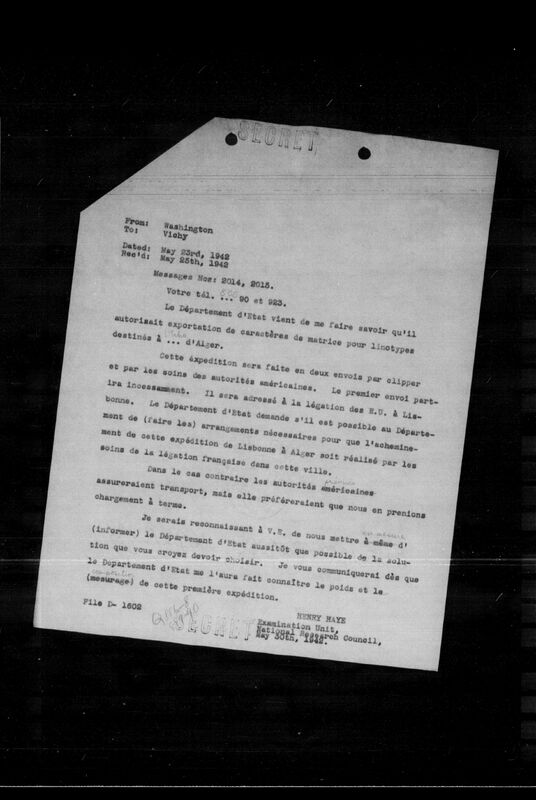 SECRET
From: Washington
To: Vichy
Dated: May 23rd, 1942
Rec'd: May 25th, 1942
Messages Nos: 2014, 2015.
Votre tél. ... 90 et 923.
Le Département d'Etat vient de me faire savoir qu'il
autorisait exportation de caractères de matrice pour linotypes
destinés à ... d'Alger.
Cette éxpedition sera faite en deux envois par clipper
et par les soins des autorités américaines. Le premier envoi part-
ira incessamment. Il sera adressé à la légation des E.U. à Lis-
bonne. Le Département d'Etat demande s'il est possible au Départe-
ment de (faire les) arrangements nécessaires pour que l'achemine-
ment de cette expédition de Lisbonne à Alger soit réalisé par les
soins de la légation française dans cette ville.
Dans le cas contraire les autorités américaines
assureraient transport, mais elle préféreraient que nous en prenions
chargement à terme.
en mesure
Je serais reconnaissant à V.E. de nous mettre à même d'
(informer) le Département d'Etat aussitôt que possible de la solu-
tion que vous croyez devoir choisir. Je vous communiquerai dès que
le Departement d'Etat me l'aura fait connaître le poids et le
composition
(mesurage) de cette première expédition.
HENRY HAYE
File D- 1602
Examination Unit,
National Research Council,
May 30th, 1942.
SECRET